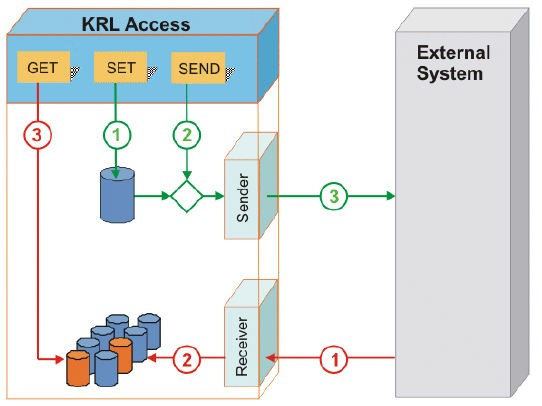 KRL Access
External
System
GET
SET
SEND
3
1
2
Sender
3
Receiver
2
1